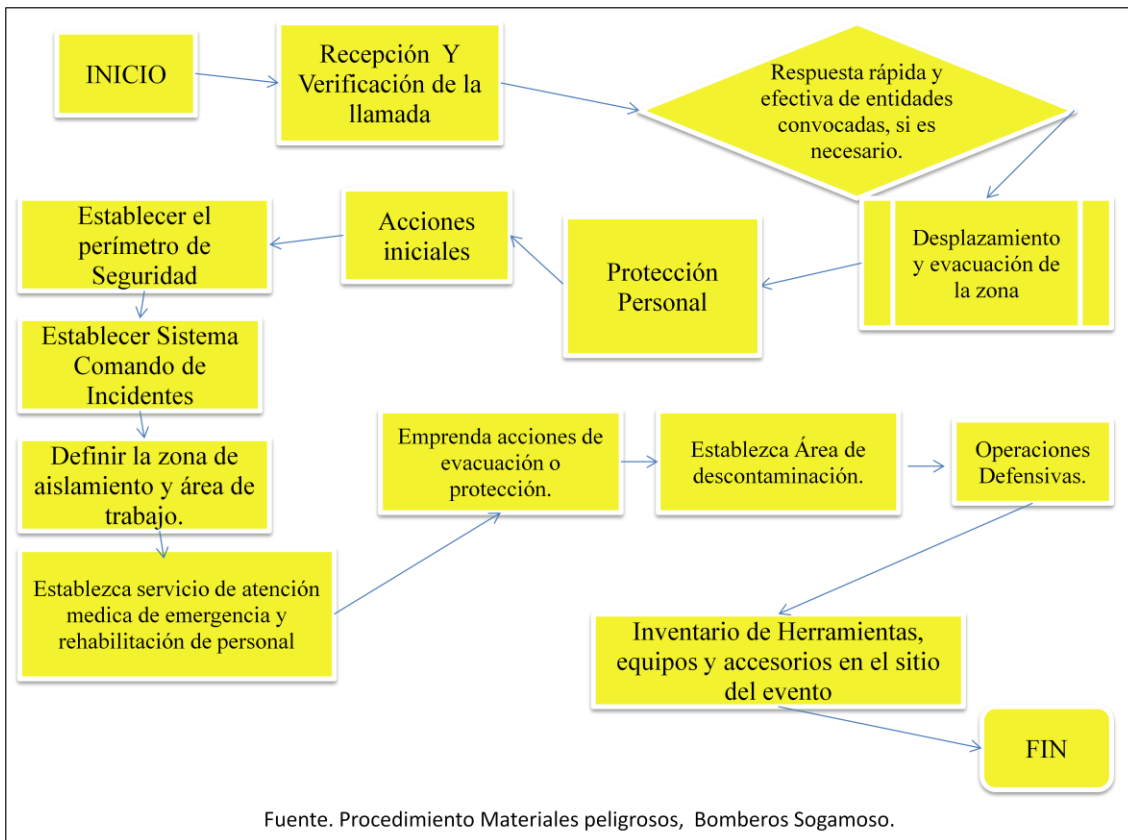 INICIO
Recepción Y
Verificación de la
llamada
Respuesta rápida y
efectiva de entidades
convocadas, si es
necesario.
Desplazamiento
y evacuación de
la zona
Protección
Personal
Acciones
iniciales
Establecer el
perímetro de
Seguridad
Establecer Sistema
Comando de
Incidentes
Definir la zona de
aislamiento y área de
trabajo.
Establezca servicio de atención
medica de emergencia y
rehabilitación de personal
Emprenda acciones de
evacuación o
protección.
Establezca Área de
descontaminación.
Operaciones
Defensivas.
Inventario de Herramientas,
equipos y accesorios en el sitio
del evento
FIN
Fuente. Procedimiento Materiales peligrosos, Bomberos Sogamoso.